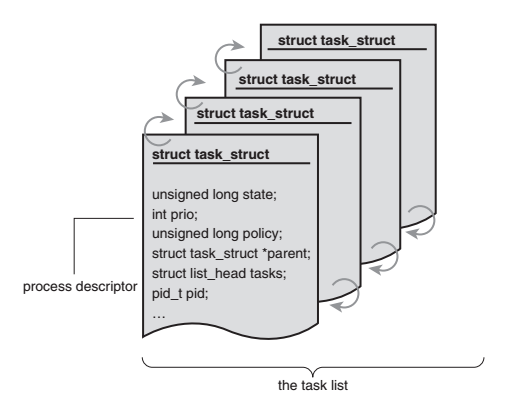 struct task_struct
struct task_struct
struct task_struct
struct task_struct
unsigned long state;
int prio;
unsigned long policy;
struct task_struct *parent;
struct list_head tasks;
pid_t pid;
…
process descriptor
the task list